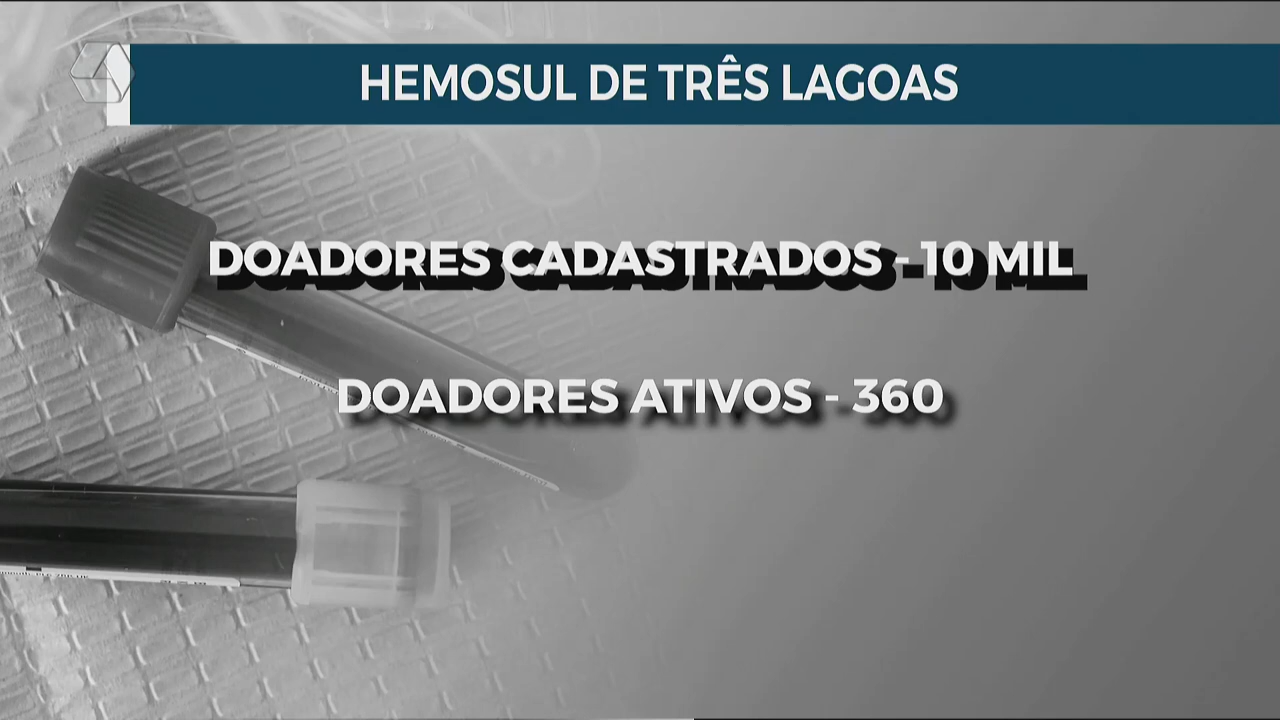 HEMOSUL DE TRÊS LAGOAS
DOADORES CADASTRADOS - 10 MIL
DOADORES ATIVOS - 360